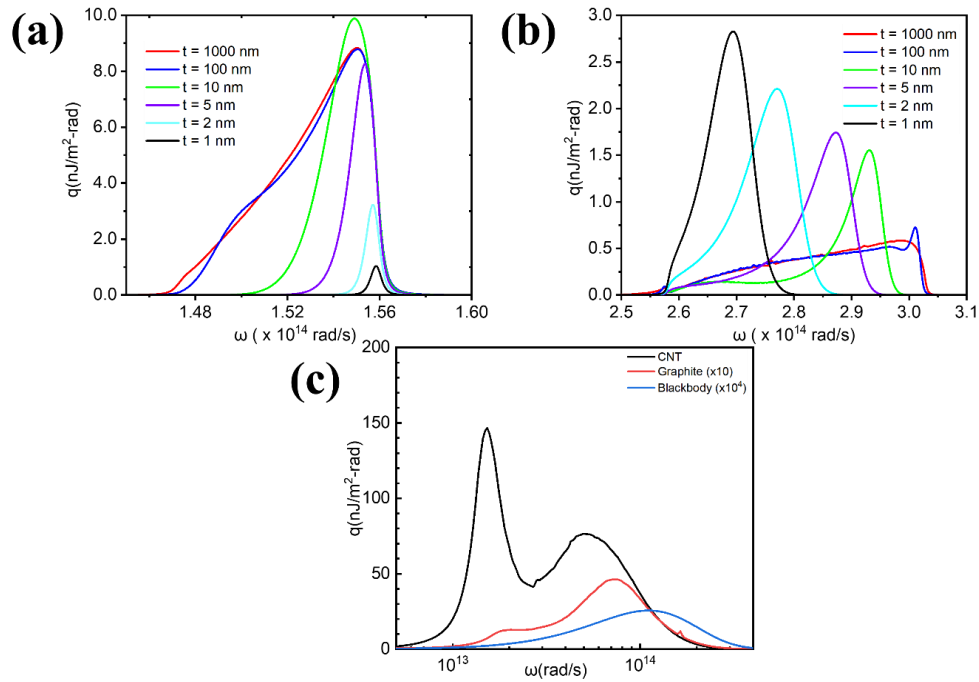 (a)
q(nJ/m²-rad)
10.0
8.0
6.0
4.0
2.0
0.0
t = 1000 nm
t = 100 nm
t = 10 nm
t = 5 nm
t = 2 nm
t = 1 nm
1.48 1.52 1.56 1.60
ω ( x 10¹⁴ rad/s)
(b)
q(nJ/m²-rad)
3.0
2.5
2.0
1.5
1.0
0.5
0.0
t = 1000 nm
t = 100 nm
t = 10 nm
t = 5 nm
t = 2 nm
t = 1 nm
2.5 2.6 2.7 2.8 2.9 3.0 3.1
ω ( x 10¹⁴ rad/s)
(c)
q(nJ/m²-rad)
200
150
100
50
0
CNT
Graphite (x10)
Blackbody (x10⁴)
10¹³ 10¹⁴
ω(rad/s)